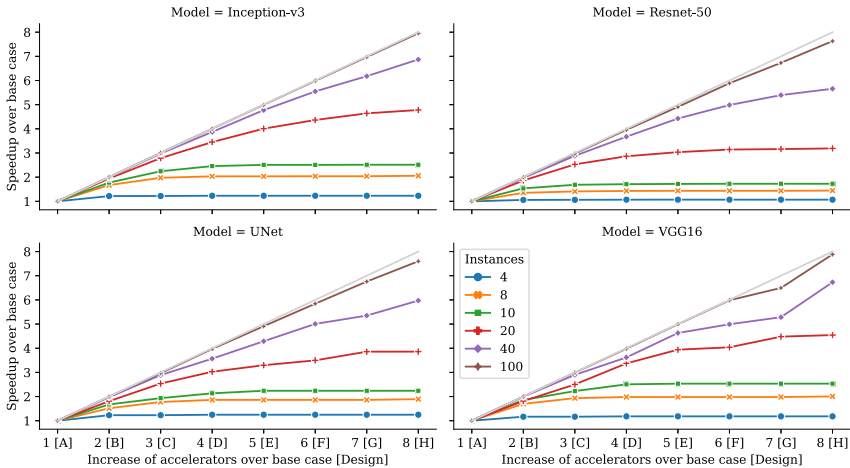 Model = Inception-v3
Model = Resnet-50
Speedup over base case
8
7
6
5
4
3
2
1
Model = UNet
Model = VGG16
Speedup over base case
8
7
6
5
4
3
2
1
Instances
4
8
10
20
40
100
1 [A] 2 [B] 3 [C] 4 [D] 5 [E] 6 [F] 7 [G] 8 [H]
1 [A] 2 [B] 3 [C] 4 [D] 5 [E] 6 [F] 7 [G] 8 [H]
Increase of accelerators over base case [Design]
Increase of accelerators over base case [Design]